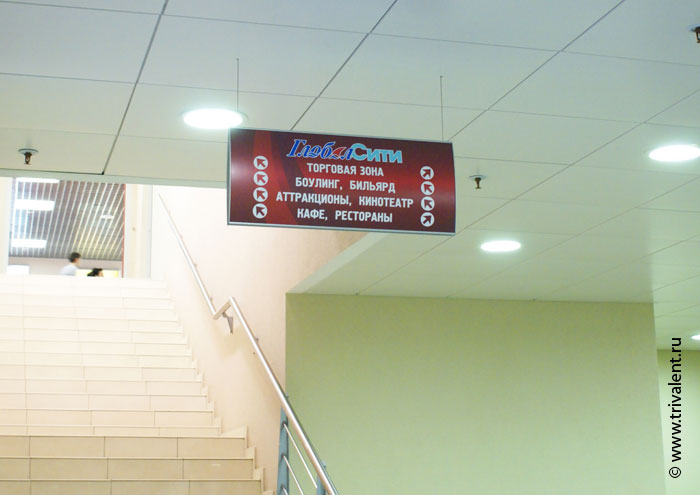 ГлобалСити
ТОРГОВАЯ ЗОНА
БОУЛИНГ, БИЛЬЯРД
АТТРАКЦИОНЫ, КИНОТЕАТР
КАФЕ, РЕСТОРАНЫ
© www.trivalent.ru